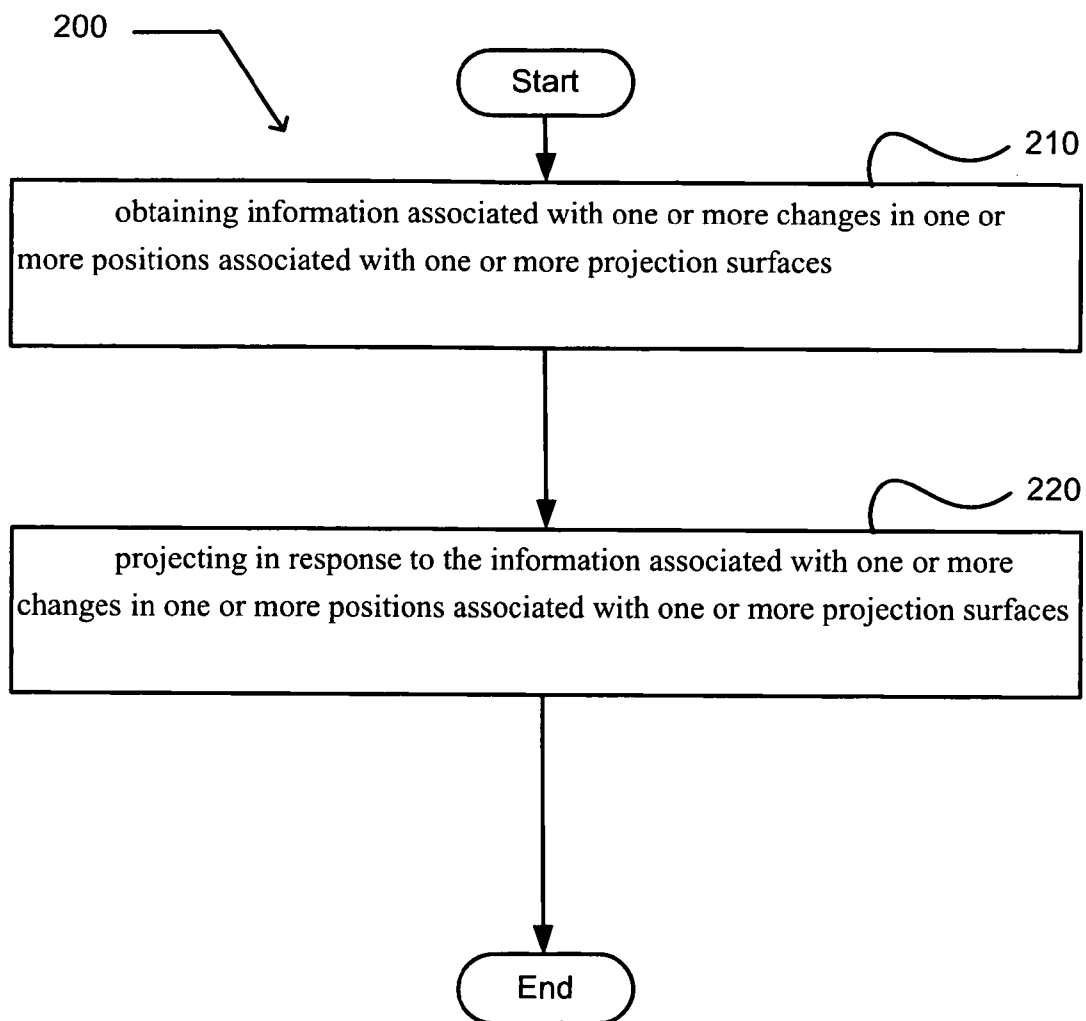 200
Start
210
obtaining information associated with one or more changes in one or
more positions associated with one or more projection surfaces
220
projecting in response to the information associated with one or more
changes in one or more positions associated with one or more projection surfaces
End